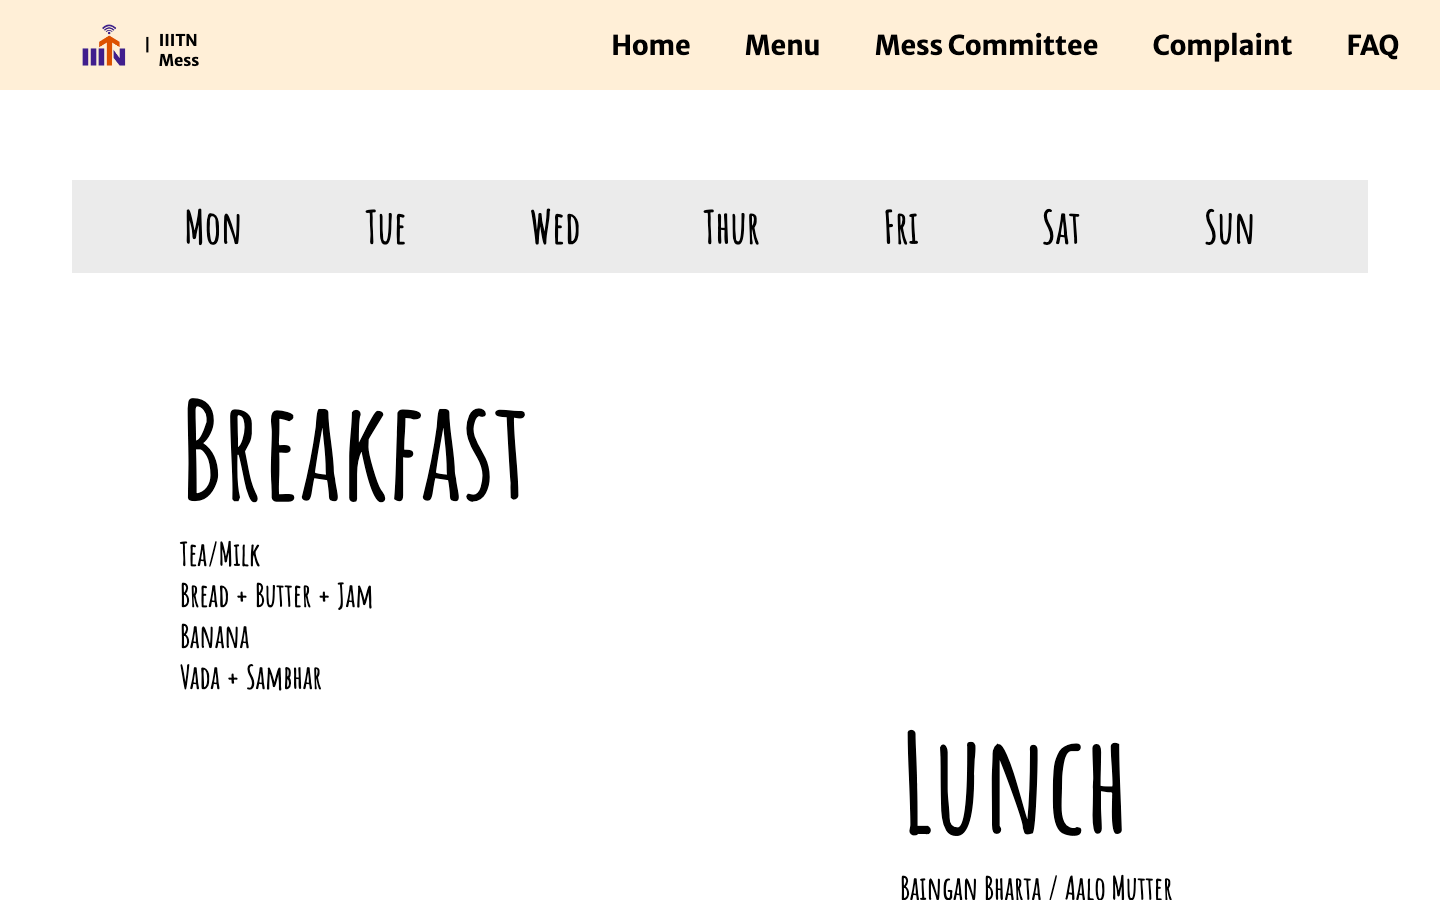 IIITN | IIITN Mess
Home Menu Mess Committee Complaint FAQ
Mon Tue Wed Thur Fri Sat Sun
Breakfast
Tea/Milk
Bread + Butter + Jam
Banana
Vada + Sambhar
Lunch
Baingan Bharta / Aalo Mutter